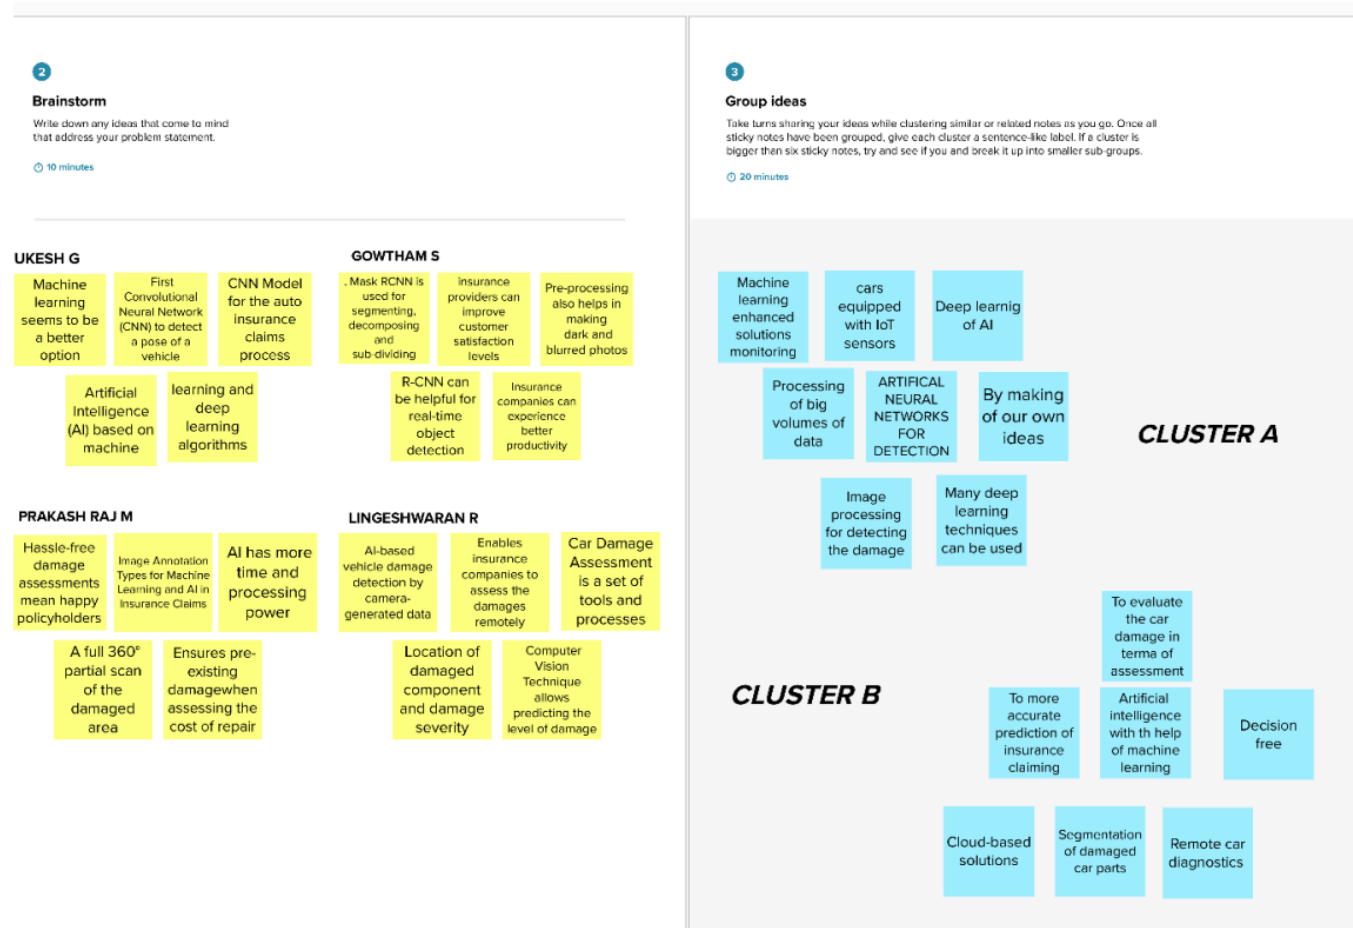 2
Brainstorm
Write down any ideas that come to mind
that address your problem statement.
10 minutes
UKESH G
Machine
learning
seems to be
a better
option
First
Convolutional
Neural Network
(CNN) to detect
a pose of a
vehicle
CNN Model
for the auto
insurance
claims
process
Artificial
Intelligence
(AI) based on
machine
learning and
deep
learning
algorithms
GOWTHAM S
. Mask RCNN is
used for
segmenting,
decomposing
and
sub-dividing
insurance
providers can
improve
customer
satisfaction
levels
Pre-processing
also helps in
making
dark and
blurred photos
R-CNN can
be helpful for
real-time
object
detection
Insurance
companies can
experience
better
productivity
PRAKASH RAJ M
Hassle-free
damage
assessments
mean happy
policyholders
Image Annotation
Types for Machine
Learning and AI in
Insurance Claims
AI has more
time and
processing
power
A full 360°
partial scan
of the
damaged
area
Ensures pre-
existing
damagewhen
assessing the
cost of repair
LINGESHWARAN R
AI-based
vehicle damage
detection by
camera-
generated data
Enables
insurance
companies to
assess the
damages
remotely
Car Damage
Assessment
is a set of
tools and
processes
Location of
damaged
component
and damage
severity
Computer
Vision
Technique
allows
predicting the
level of damage
3
Group ideas
Take turns sharing your ideas while clustering similar or related notes as you go. Once all
sticky notes have been grouped, give each cluster a sentence-like label. If a cluster is
bigger than six sticky notes, try and see if you and break it up into smaller sub-groups.
20 minutes
Machine
learning
enhanced
solutions
monitoring
cars
equipped
with IoT
sensors
Deep learnig
of AI
Processing
of big
volumes of
data
ARTIFICAL
NEURAL
NETWORKS
FOR
DETECTION
By making
of our own
ideas
CLUSTER A
Image
processing
for detecting
the damage
Many deep
learning
techniques
can be used
CLUSTER B
To evaluate
the car
damage in
terma of
assessment
To more
accurate
prediction of
insurance
claiming
Artificial
intelligence
with th help
of machine
learning
Decision
free
Cloud-based
solutions
Segmentation
of damaged
car parts
Remote car
diagnostics